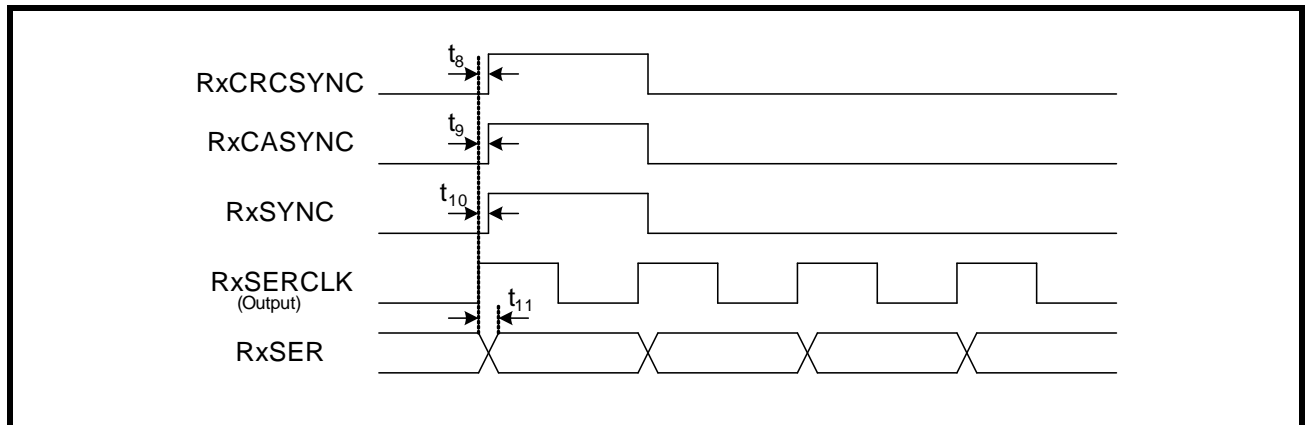 t8
RxCRCSYNC
t9
RxCASYNC
t10
RxSYNC
RxSERCLK
(Output)
t11
RxSER